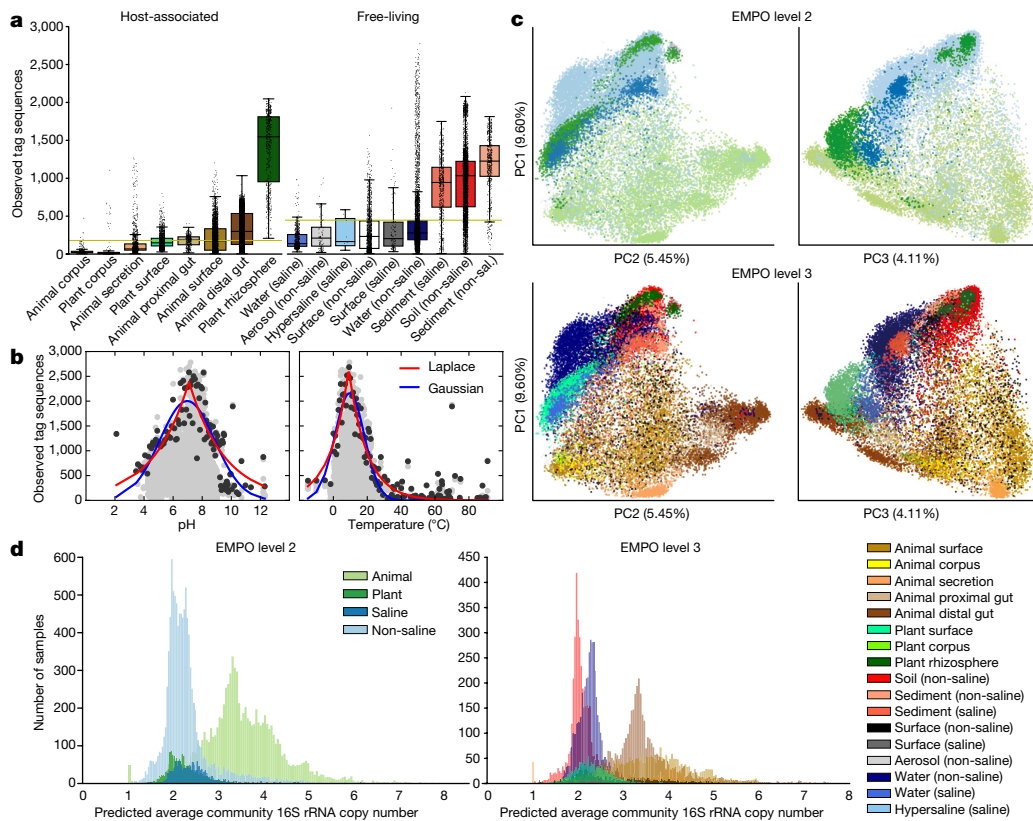 a
Host-associated
Free-living
Observed tag sequences
3,000
2,500
2,000
1,500
1,000
500
0
Animal corpus
Plant corpus
Animal secretion
Plant surface
Animal proximal gut
Animal surface
Animal distal gut
Plant rhizosphere
Water (saline)
Aerosol (non-saline)
Hypersaline (saline)
Surface (non-saline)
Surface (saline)
Water (non-saline)
Sediment (saline)
Soil (non-saline)
Sediment (non-sal.)
b
Observed tag sequences
3,000
2,500
2,000
1,500
1,000
500
0
Laplace
Gaussian
2 4 6 8 10 12
pH
0 20 40 60 80
Temperature (°C)
c
EMPO level 2
PC1 (9.60%)
PC2 (5.45%)
PC3 (4.11%)
EMPO level 3
PC1 (9.60%)
PC2 (5.45%)
PC3 (4.11%)
d
EMPO level 2
Number of samples
600
500
400
300
200
100
0
Animal
Plant
Saline
Non-saline
0 1 2 3 4 5 6 7 8
Predicted average community 16S rRNA copy number
EMPO level 3
450
400
350
300
250
200
150
100
50
0
0 1 2 3 4 5 6 7 8
Predicted average community 16S rRNA copy number
Animal surface
Animal corpus
Animal secretion
Animal proximal gut
Animal distal gut
Plant surface
Plant corpus
Plant rhizosphere
Soil (non-saline)
Sediment (non-saline)
Sediment (saline)
Surface (non-saline)
Surface (saline)
Aerosol (non-saline)
Water (non-saline)
Water (saline)
Hypersaline (saline)